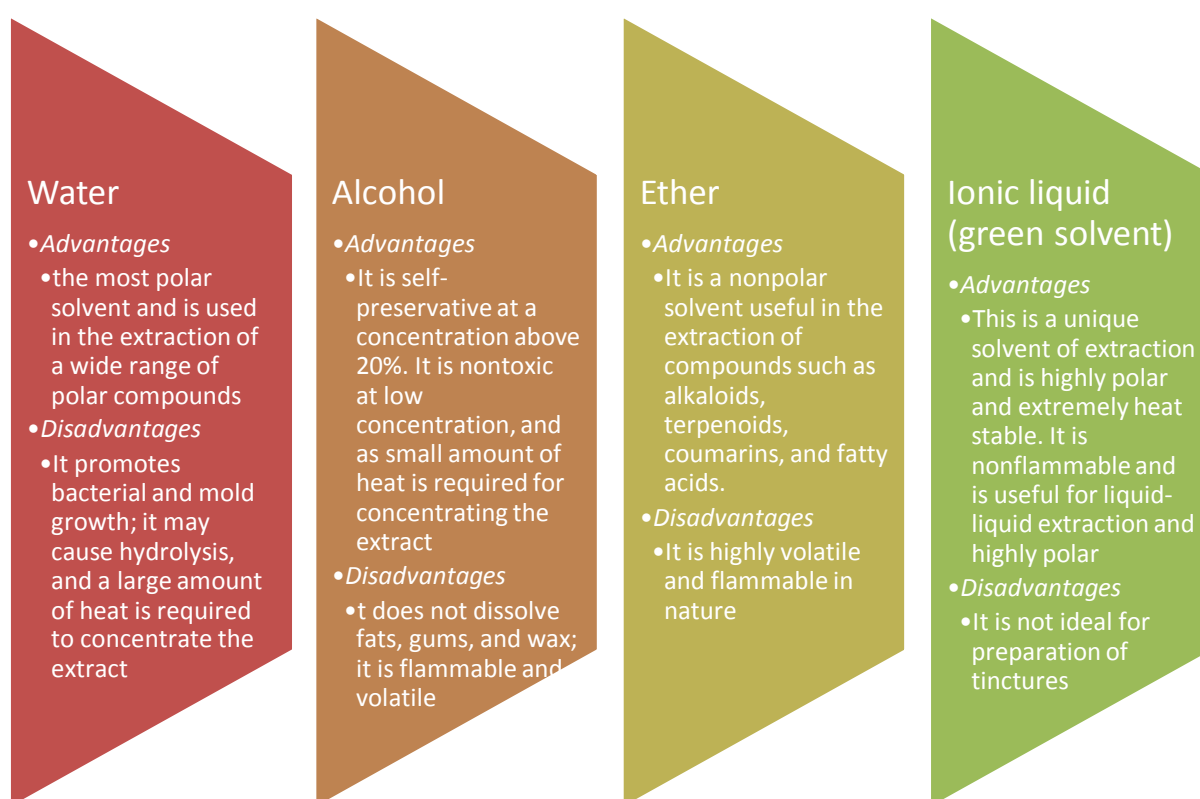 Water
•Advantages
•the most polar
solvent and is used
in the extraction of
a wide range of
polar compounds
•Disadvantages
•It promotes
bacterial and mold
growth; it may
cause hydrolysis,
and a large amount
of heat is required
to concentrate the
extract
Alcohol
•Advantages
•It is self-
preservative at a
concentration above
20%. It is nontoxic
at low
concentration, and
as small amount of
heat is required for
concentrating the
extract
•Disadvantages
•t does not dissolve
fats, gums, and wax;
it is flammable and
volatile
Ether
•Advantages
•It is a nonpolar
solvent useful in the
extraction of
compounds such as
alkaloids,
terpenoids,
coumarins, and fatty
acids.
•Disadvantages
•It is highly volatile
and flammable in
nature
Ionic liquid
(green solvent)
•Advantages
•This is a unique
solvent of extraction
and is highly polar
and extremely heat
stable. It is
nonflammable and
is useful for liquid-
liquid extraction and
highly polar
•Disadvantages
•It is not ideal for
preparation of
tinctures